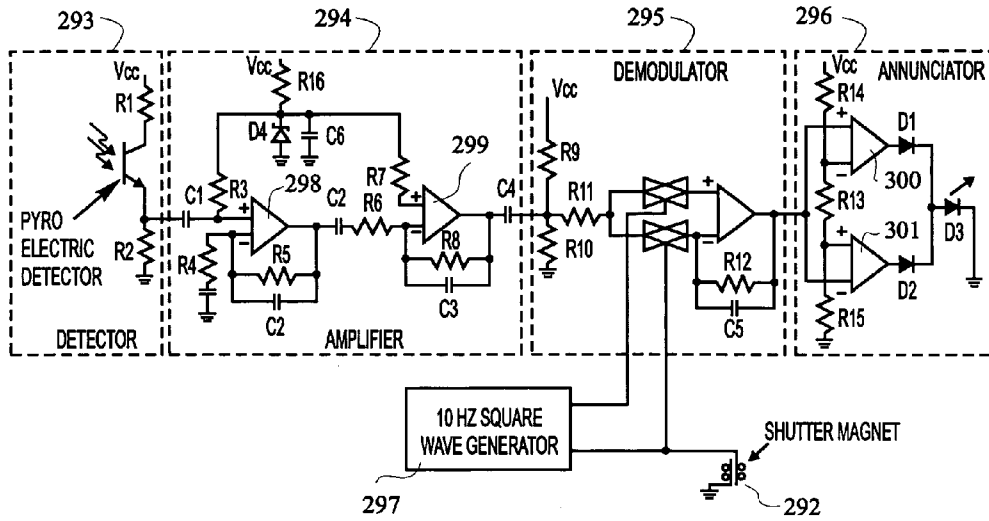 293
294
295
296
Vcc
R1
PYRO
ELECTRIC
DETECTOR
R2
DETECTOR
Vcc
R16
D4
C6
R3
C1
298
R7
299
C2
R6
R4
R5
C2
R8
C3
C4
AMPLIFIER
DEMODULATOR
Vcc
R9
R11
R10
R12
C5
ANNUNCIATOR
Vcc
R14
D1
300
R13
301
D3
D2
R15
+
−
+
−
+
−
+
−
+
−
10 HZ SQUARE
WAVE GENERATOR
297
SHUTTER MAGNET
292